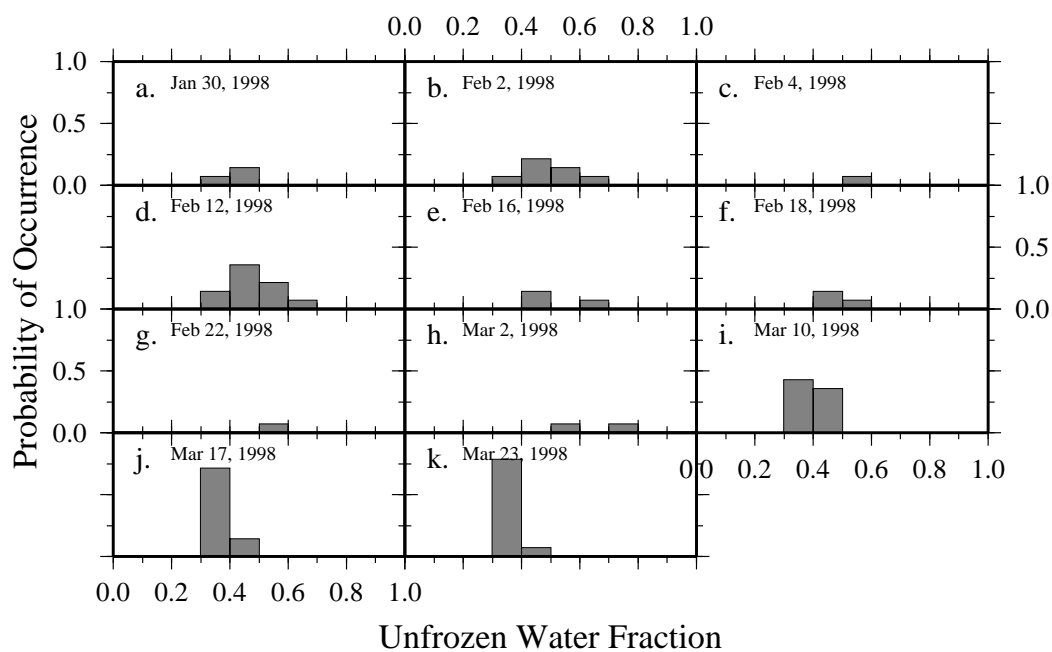 0.0 0.2 0.4 0.6 0.8 1.0
1.0
0.5
0.0
a. Jan 30, 1998
b. Feb 2, 1998
c. Feb 4, 1998
1.0
0.5
0.0
d. Feb 12, 1998
e. Feb 16, 1998
f. Feb 18, 1998
1.0
0.5
0.0
g. Feb 22, 1998
h. Mar 2, 1998
i. Mar 10, 1998
0.0 0.2 0.4 0.6 0.8 1.0
j. Mar 17, 1998
k. Mar 23, 1998
0.0 0.2 0.4 0.6 0.8 1.0
Probability of Occurrence
Unfrozen Water Fraction